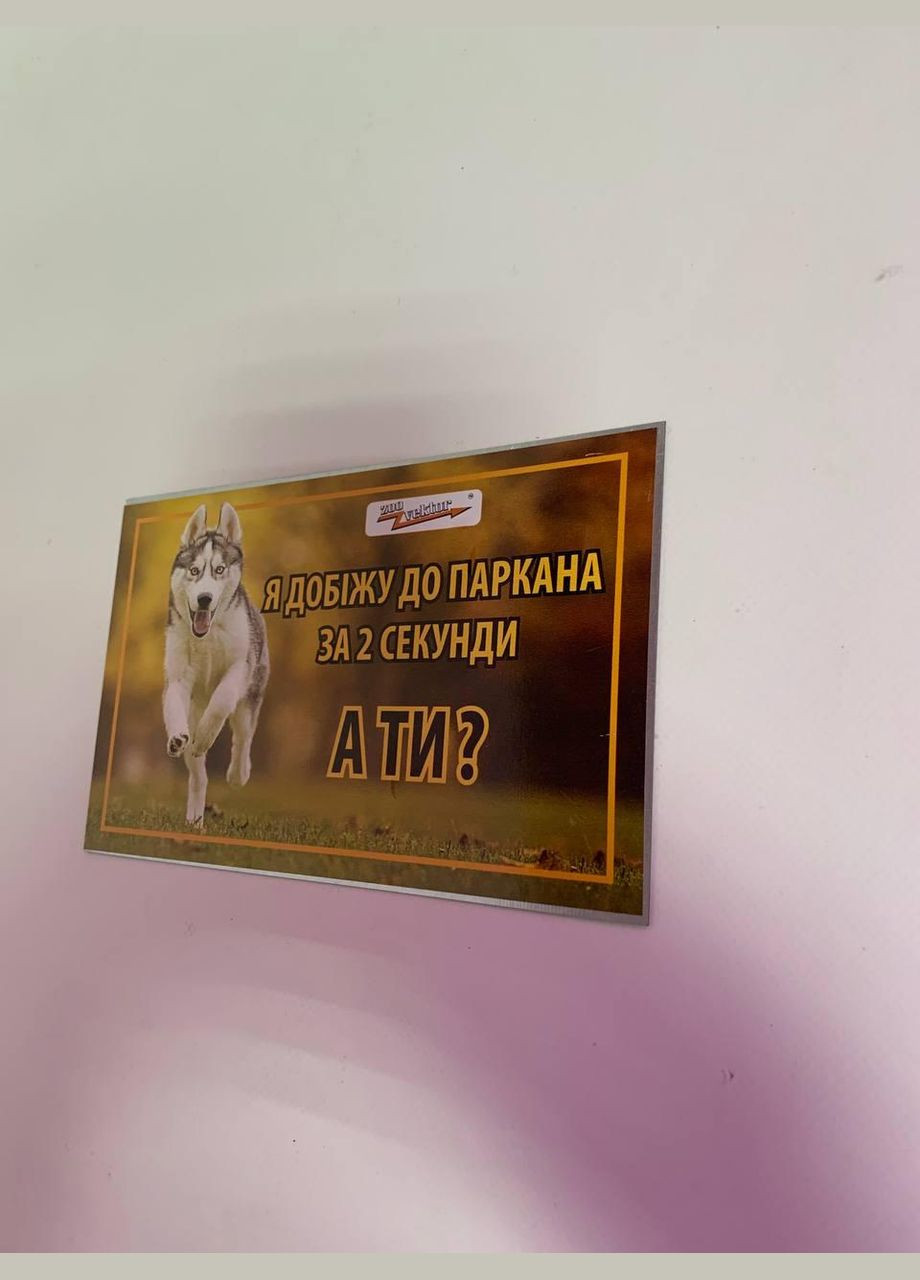 ZOO
vektor
Я ДОБІЖУ ДО ПАРКАНА
ЗА 2 СЕКУНДИ
А ТИ?